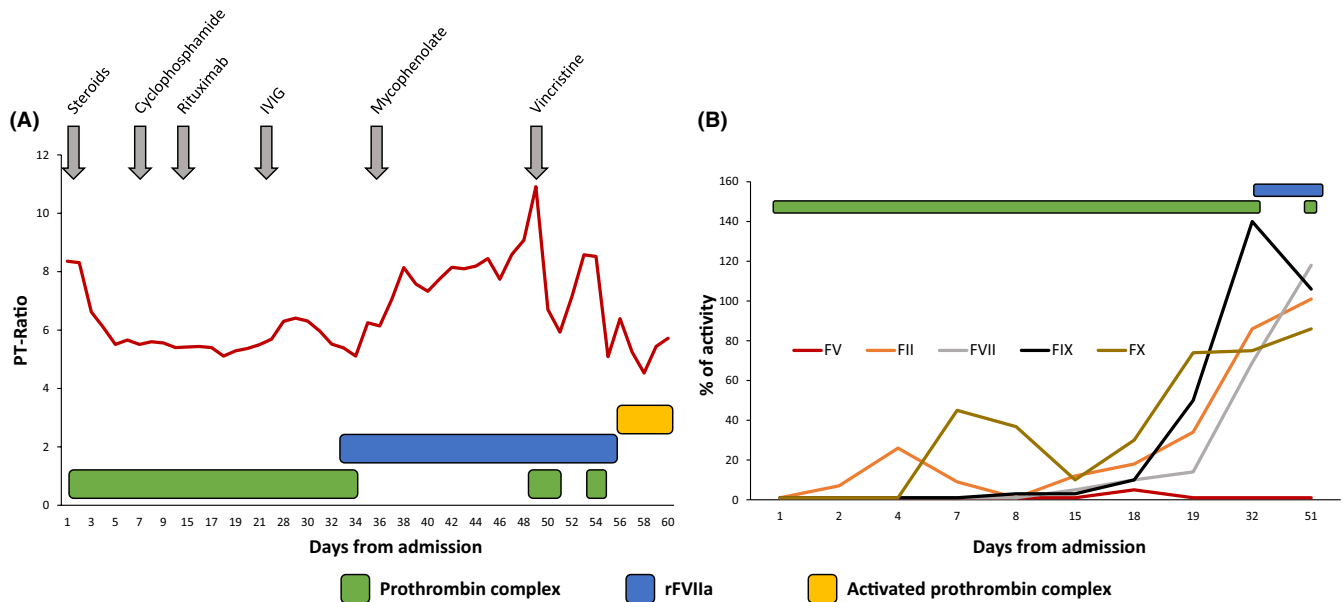 Steroids
Cyclophosphamide
Rituximab
IVIG
Mycophenolate
Vincristine
(A)
12
10
8
6
4
2
0
PT-Ratio
1 3 5 7 9 15 17 19 21 28 30 32 34 36 38 40 42 44 46 48 50 52 54 56 58 60
Days from admission
(B)
160
140
120
100
80
60
40
20
0
% of activity
FV FII FVII FIX FX
1 2 4 7 8 15 18 19 32 51
Days from admission
Prothrombin complex rFVIIa Activated prothrombin complex